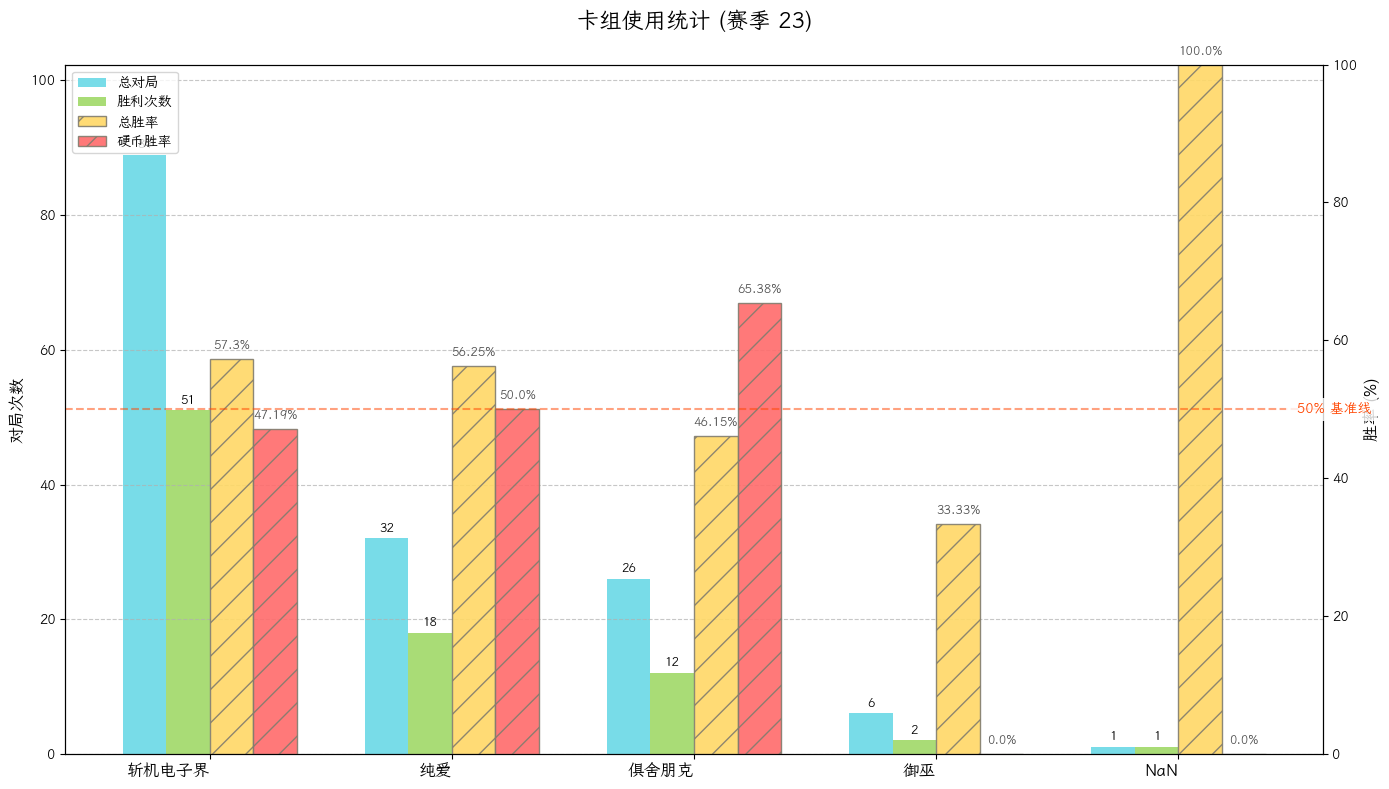 卡组使用统计 (赛季 23)
总对局
胜利次数
总胜率
硬币胜率
对局次数
100
80
60
40
20
0
51
57.3%
47.19%
32
18
56.25%
50.0%
26
12
46.15%
65.38%
6
2
33.33%
0.0%
1
1
100.0%
0.0%
50% 基准线
100
80
60
40
20
0
胜率 (%)
斩机电子界
纯爱
俱舍朋克
御巫
NaN